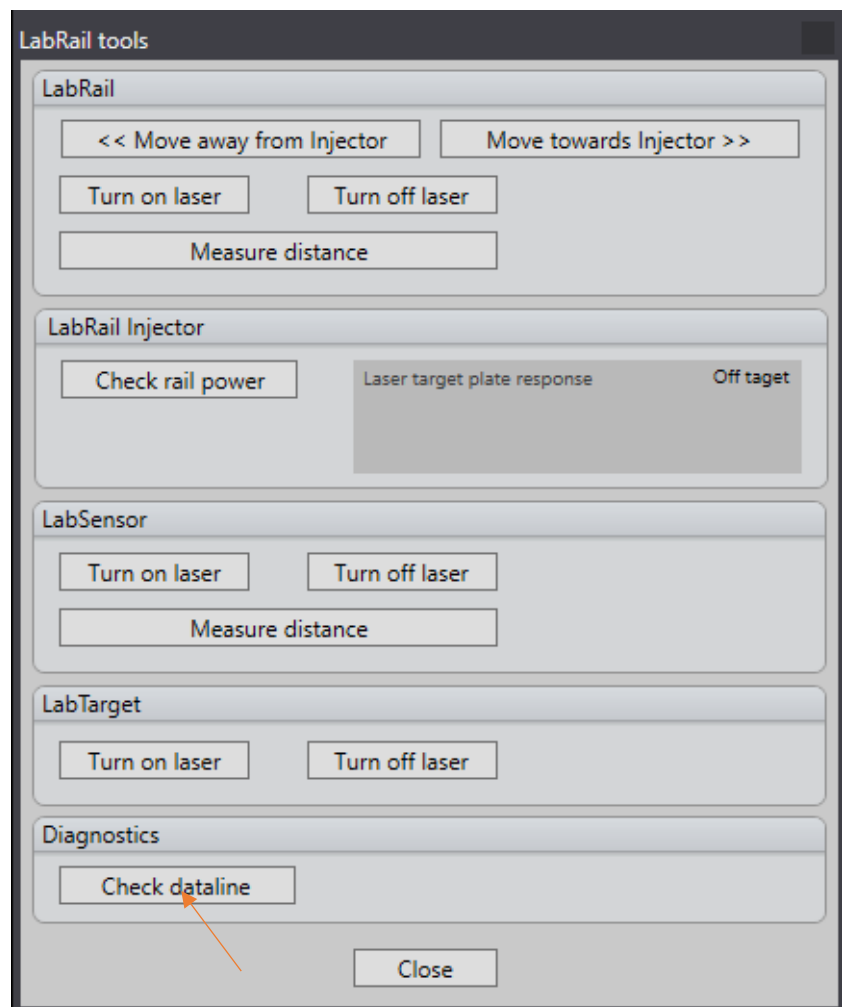 LabRail tools
LabRail
<< Move away from Injector
Move towards Injector >>
Turn on laser
Turn off laser
Measure distance
LabRail Injector
Check rail power
Laser target plate response
Off taget
LabSensor
Turn on laser
Turn off laser
Measure distance
LabTarget
Turn on laser
Turn off laser
Diagnostics
Check dataline
Close